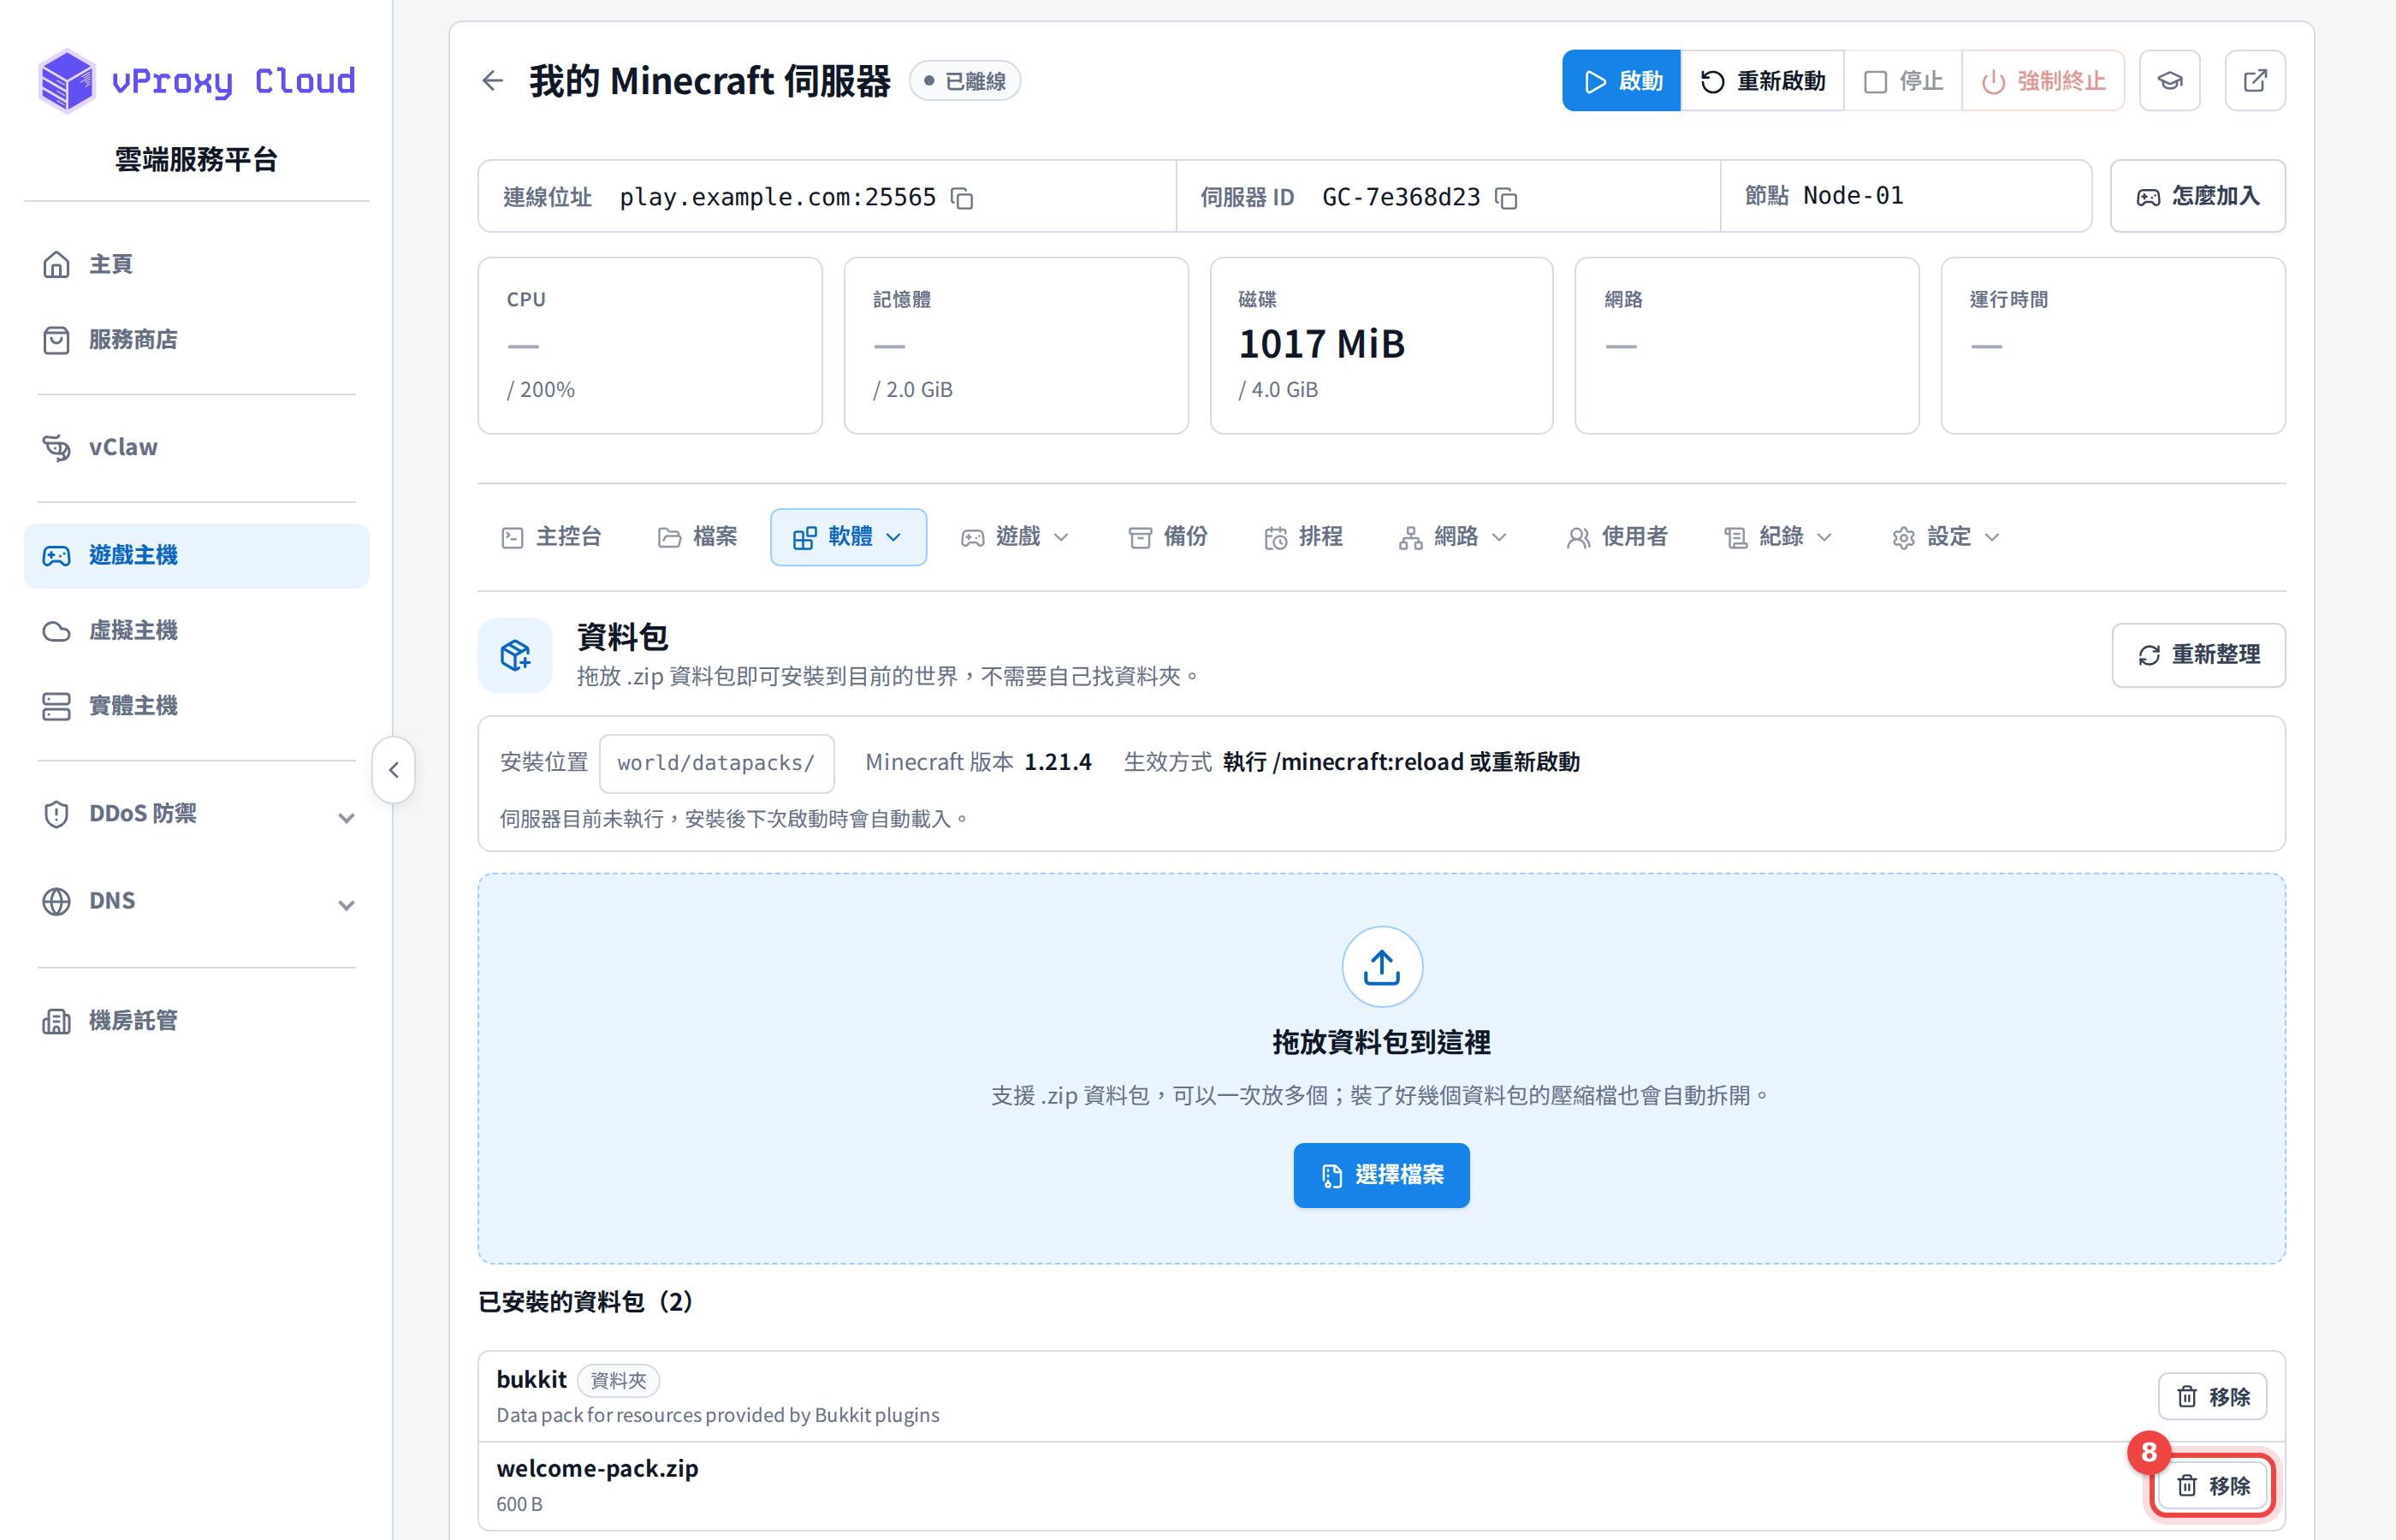 vProxy Cloud
雲端服務平台
主頁
服務商店
vClaw
遊戲主機
虛擬主機
實體主機
DDoS 防禦
DNS
機房託管
我的 Minecraft 伺服器
已離線
啟動
重新啟動
停止
強制終止
連線位址 play.example.com:25565
伺服器 ID GC-7e368d23
節點 Node-01
怎麼加入
CPU
—
/ 200%
記憶體
—
/ 2.0 GiB
磁碟
1017 MiB
/ 4.0 GiB
網路
—
運行時間
—
主控台
檔案
軟體
遊戲
備份
排程
網路
使用者
紀錄
設定
資料包
拖放 .zip 資料包即可安裝到目前的世界，不需要自己找資料夾。
重新整理
安裝位置 world/datapacks/ Minecraft 版本 1.21.4 生效方式 執行 /minecraft:reload 或重新啟動
伺服器目前未執行，安裝後下次啟動時會自動載入。
拖放資料包到這裡
支援 .zip 資料包，可以一次放多個；裝了好幾個資料包的壓縮檔也會自動拆開。
選擇檔案
已安裝的資料包（2）
bukkit 資料夾
Data pack for resources provided by Bukkit plugins
移除
welcome-pack.zip
600 B
8
移除